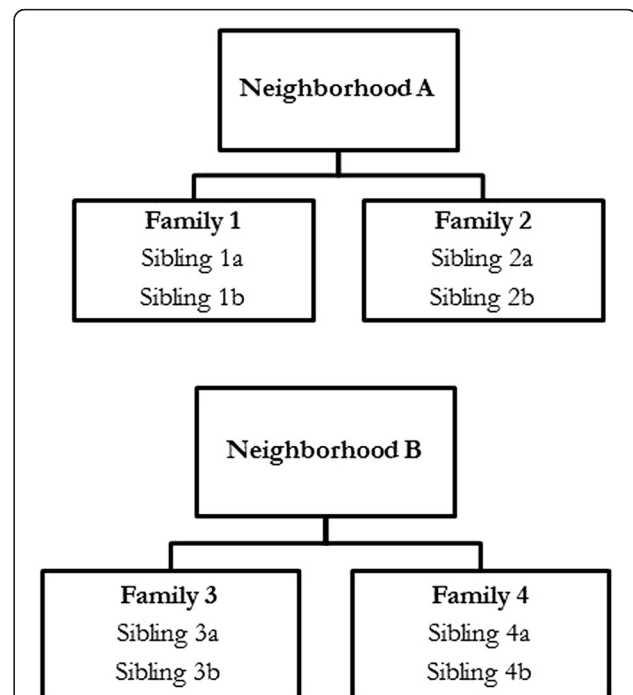 Neighborhood A
Family 1
Sibling 1a
Sibling 1b
Family 2
Sibling 2a
Sibling 2b
Neighborhood B
Family 3
Sibling 3a
Sibling 3b
Family 4
Sibling 4a
Sibling 4b